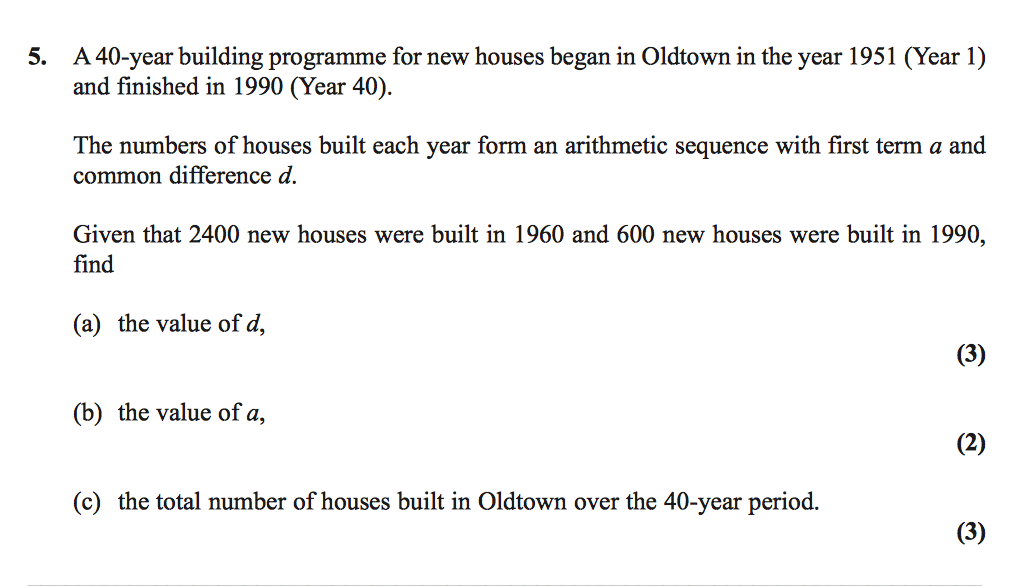 5. A 40-year building programme for new houses began in Oldtown in the year 1951 (Year 1)
and finished in 1990 (Year 40).
The numbers of houses built each year form an arithmetic sequence with first term a and
common difference d.
Given that 2400 new houses were built in 1960 and 600 new houses were built in 1990,
find
(a) the value of d,
(3)
(b) the value of a,
(2)
(c) the total number of houses built in Oldtown over the 40-year period.
(3)